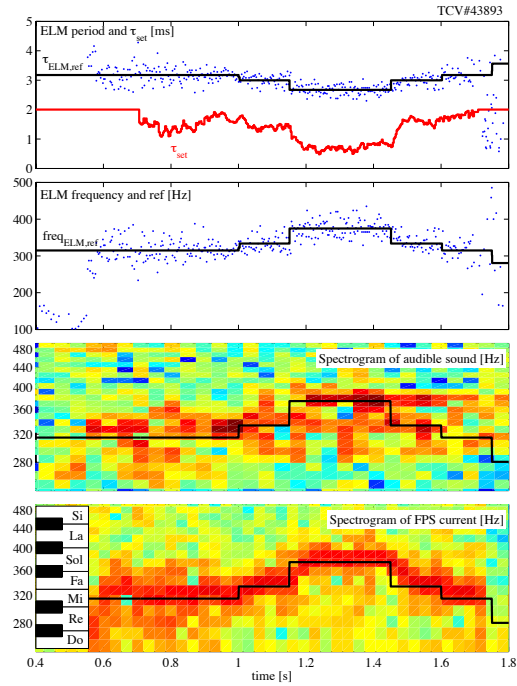 TCV#43893
ELM period and τset [ms]
5
4
3
2
1
0
τELM,ref
τset
ELM frequency and ref [Hz]
500
400
300
200
100
freqELM,ref
Spectrogram of audible sound [Hz]
480
440
400
360
320
280
Spectrogram of FPS current [Hz]
480
440
400
360
320
280
Si
La
Sol
Fa
Mi
Re
Do
0.4 0.6 0.8 1 1.2 1.4 1.6 1.8
time [s]